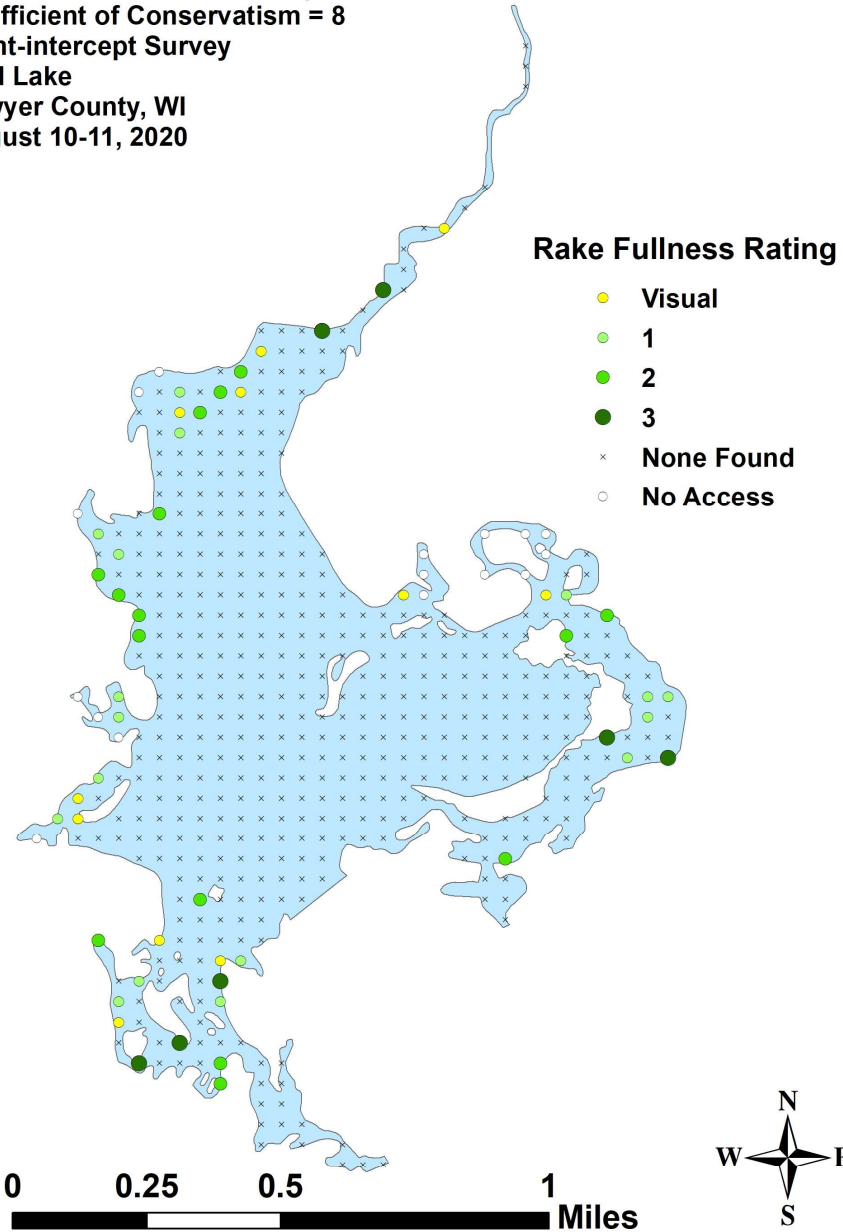 fficient of Conservatism = 8
nt-intercept Survey
Lake
yer County, WI
ust 10-11, 2020
Rake Fullness Rating
Visual
1
2
3
None Found
No Access
N
W
S
0 0.25 0.5 1
Miles